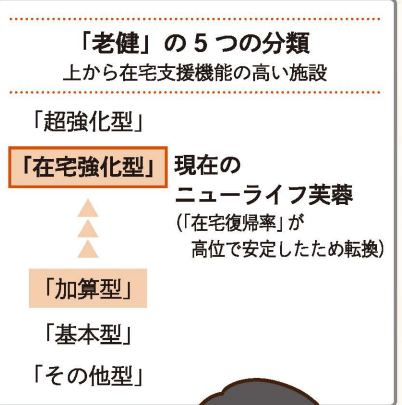 「老健」の5つの分類
上から在宅支援機能の高い施設
「超強化型」
「在宅強化型」 現在の
ニューライフ芙蓉
(「在宅復帰率」が
高位で安定したため転換)
「加算型」
「基本型」
「その他型」